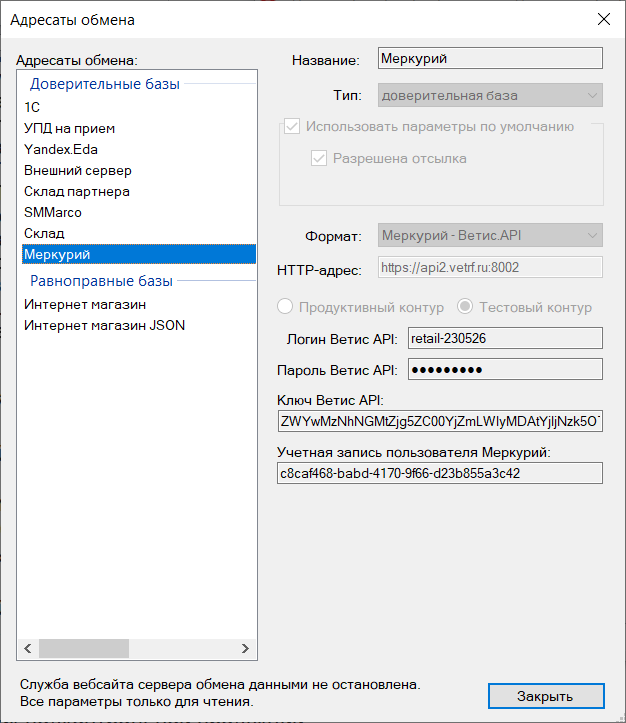 Адресаты обмена
Адресаты обмена:
Доверительные базы
1С
УПД на прием
Yandex.Eda
Внешний сервер
Склад партнера
SMMarco
Склад
Меркурий
Равноправные базы
Интернет магазин
Интернет магазин JSON
Название: Меркурий
Тип: доверительная база
Использовать параметры по умолчанию
Разрешена отсылка
Формат: Меркурий - Ветис.API
HTTP-адрес: https://api2.vetrf.ru:8002
Продуктивный контур Тестовый контур
Логин Ветис API: retail-230526
Пароль Ветис API: ●●●●●●●●●
Ключ Ветис API:
Учетная запись пользователя Меркурий:
c8caf468-babd-4170-9f66-d23b855a3c42
Служба вебсайта сервера обмена данными не остановлена.
Все параметры только для чтения.
Закрыть